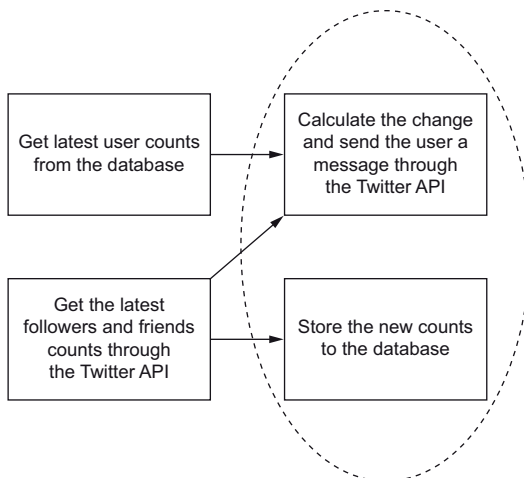 Get latest user counts
from the database
Calculate the change
and send the user a
message through
the Twitter API
Get the latest
followers and friends
counts through
the Twitter API
Store the new counts
to the database